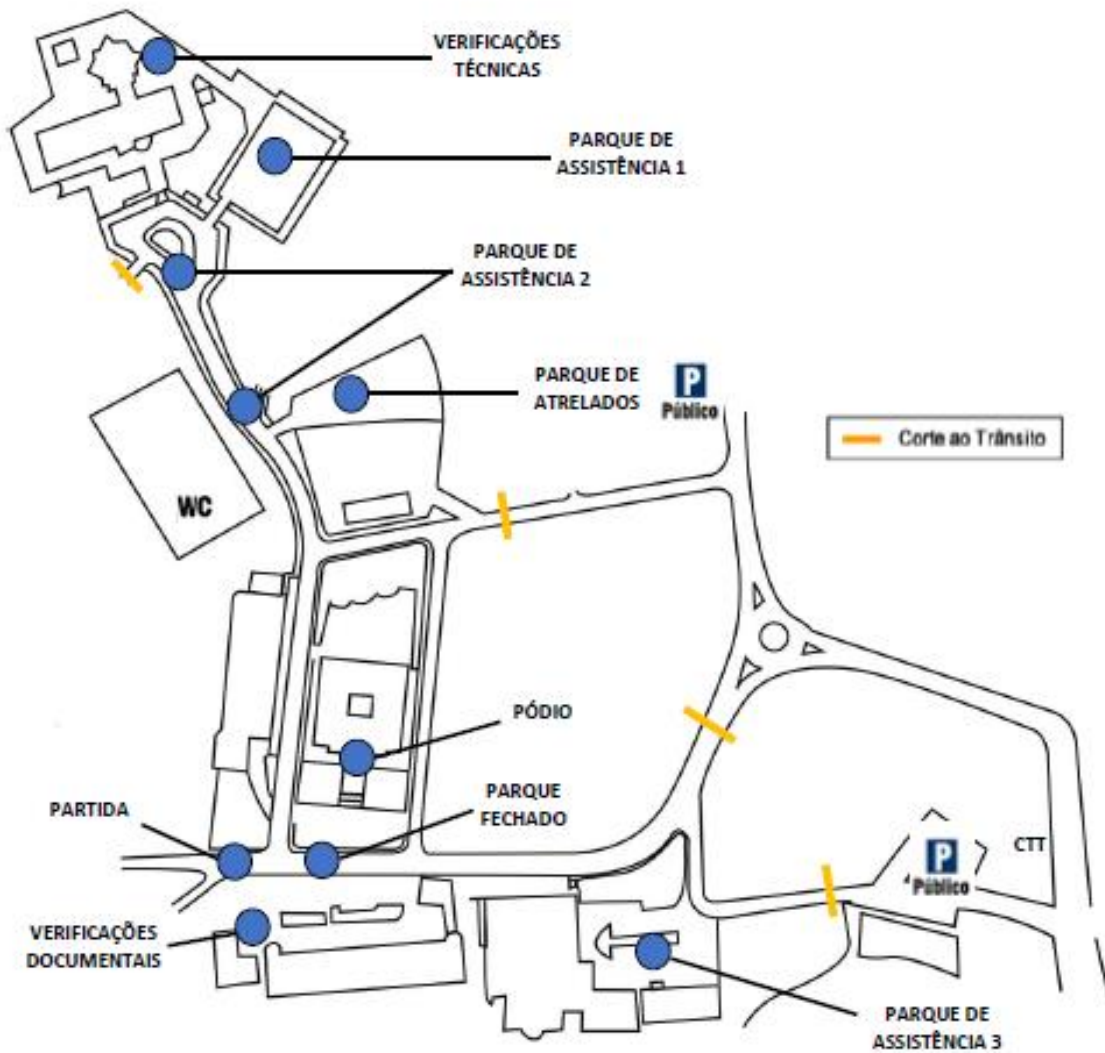 VERIFICAÇÕES
TÉCNICAS
PARQUE DE
ASSISTÊNCIA 1
PARQUE DE
ASSISTÊNCIA 2
PARQUE DE
ATRELADOS
P
Público
Corte ao Trânsito
WC
PÓDIO
PARTIDA
PARQUE
FECHADO
P
Público
CTT
VERIFICAÇÕES
DOCUMENTAIS
PARQUE DE
ASSISTÊNCIA 3